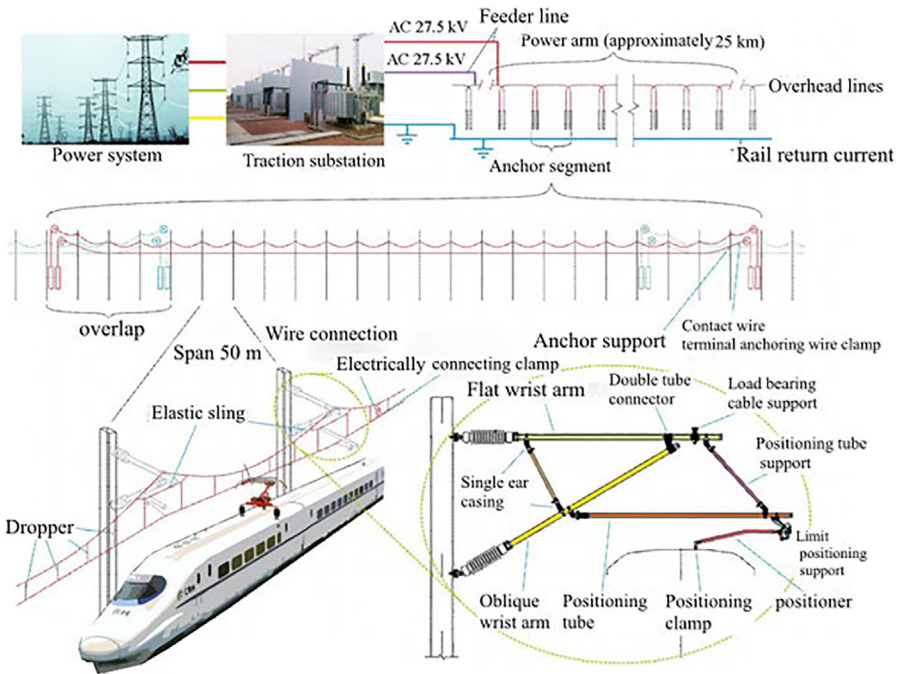 Feeder line
AC 27.5 kV
Power arm (approximately 25 km)
AC 27.5 kV
Overhead lines
Power system
Traction substation
Anchor segment
Rail return current
overlap
Span 50 m
Wire connection
Anchor support
Contact wire
terminal anchoring wire clamp
Electrically connecting clamp
Elastic sling
Dropper
Flat wrist arm
Double tube
connector
Load bearing
cable support
Positioning tube
support
Single ear
casing
Limit
positioning
support
Oblique
wrist arm
Positioning
tube
Positioning
clamp
positioner